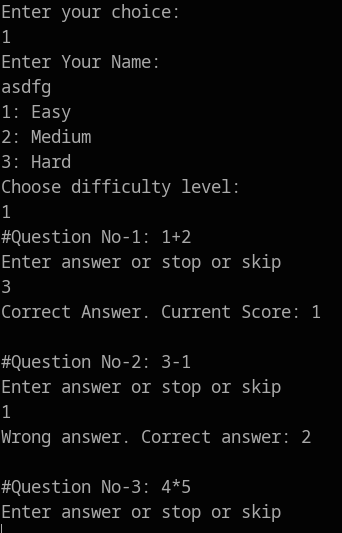 Enter your choice:
1
Enter Your Name:
asdfg
1: Easy
2: Medium
3: Hard
Choose difficulty level:
1
#Question No-1: 1+2
Enter answer or stop or skip
3
Correct Answer. Current Score: 1
#Question No-2: 3-1
Enter answer or stop or skip
1
Wrong answer. Correct answer: 2
#Question No-3: 4*5
Enter answer or stop or skip